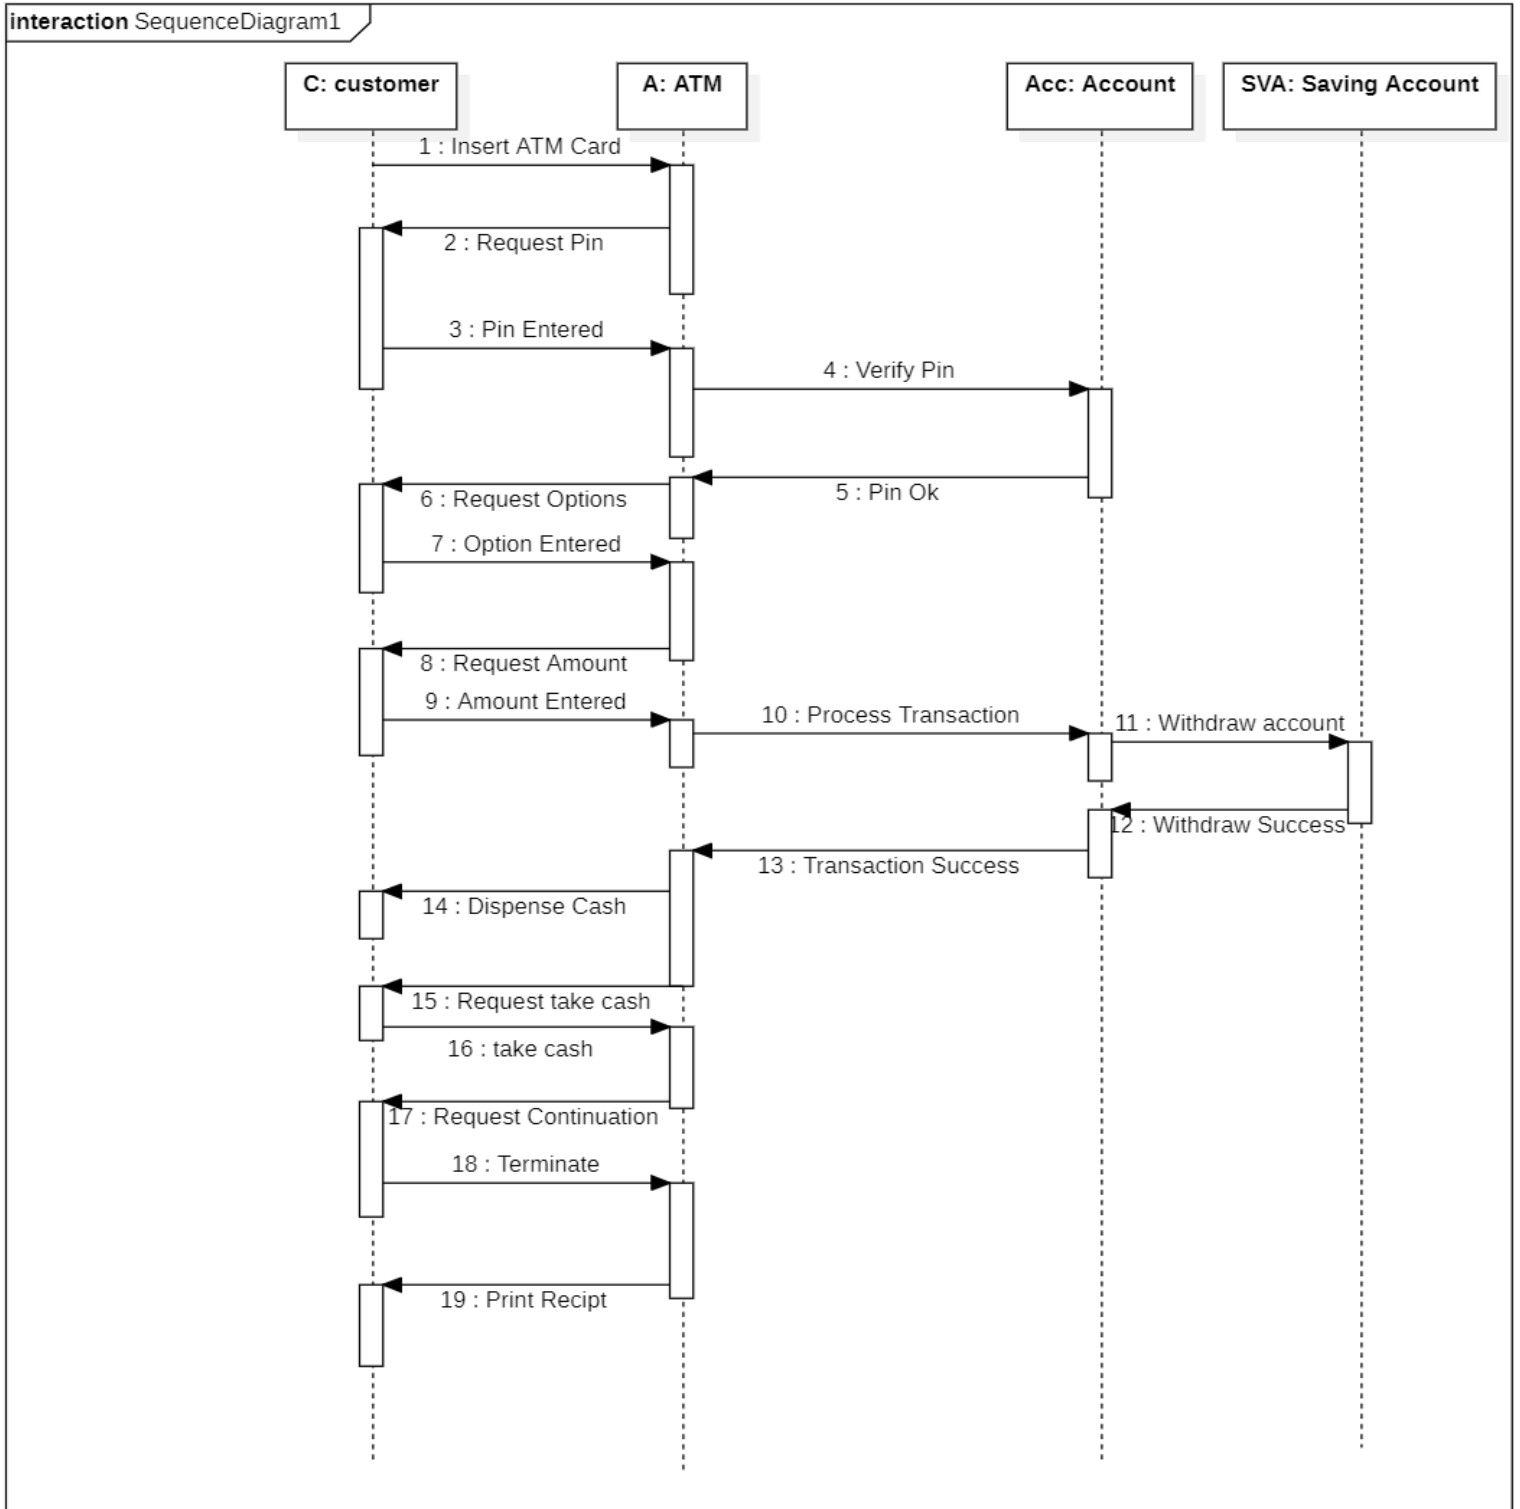 interaction SequenceDiagram1
C: customer
A: ATM
Acc: Account
SVA: Saving Account
1 : Insert ATM Card
2 : Request Pin
3 : Pin Entered
4 : Verify Pin
5 : Pin Ok
6 : Request Options
7 : Option Entered
8 : Request Amount
9 : Amount Entered
10 : Process Transaction
11 : Withdraw account
12 : Withdraw Success
13 : Transaction Success
14 : Dispense Cash
15 : Request take cash
16 : take cash
17 : Request Continuation
18 : Terminate
19 : Print Recipt